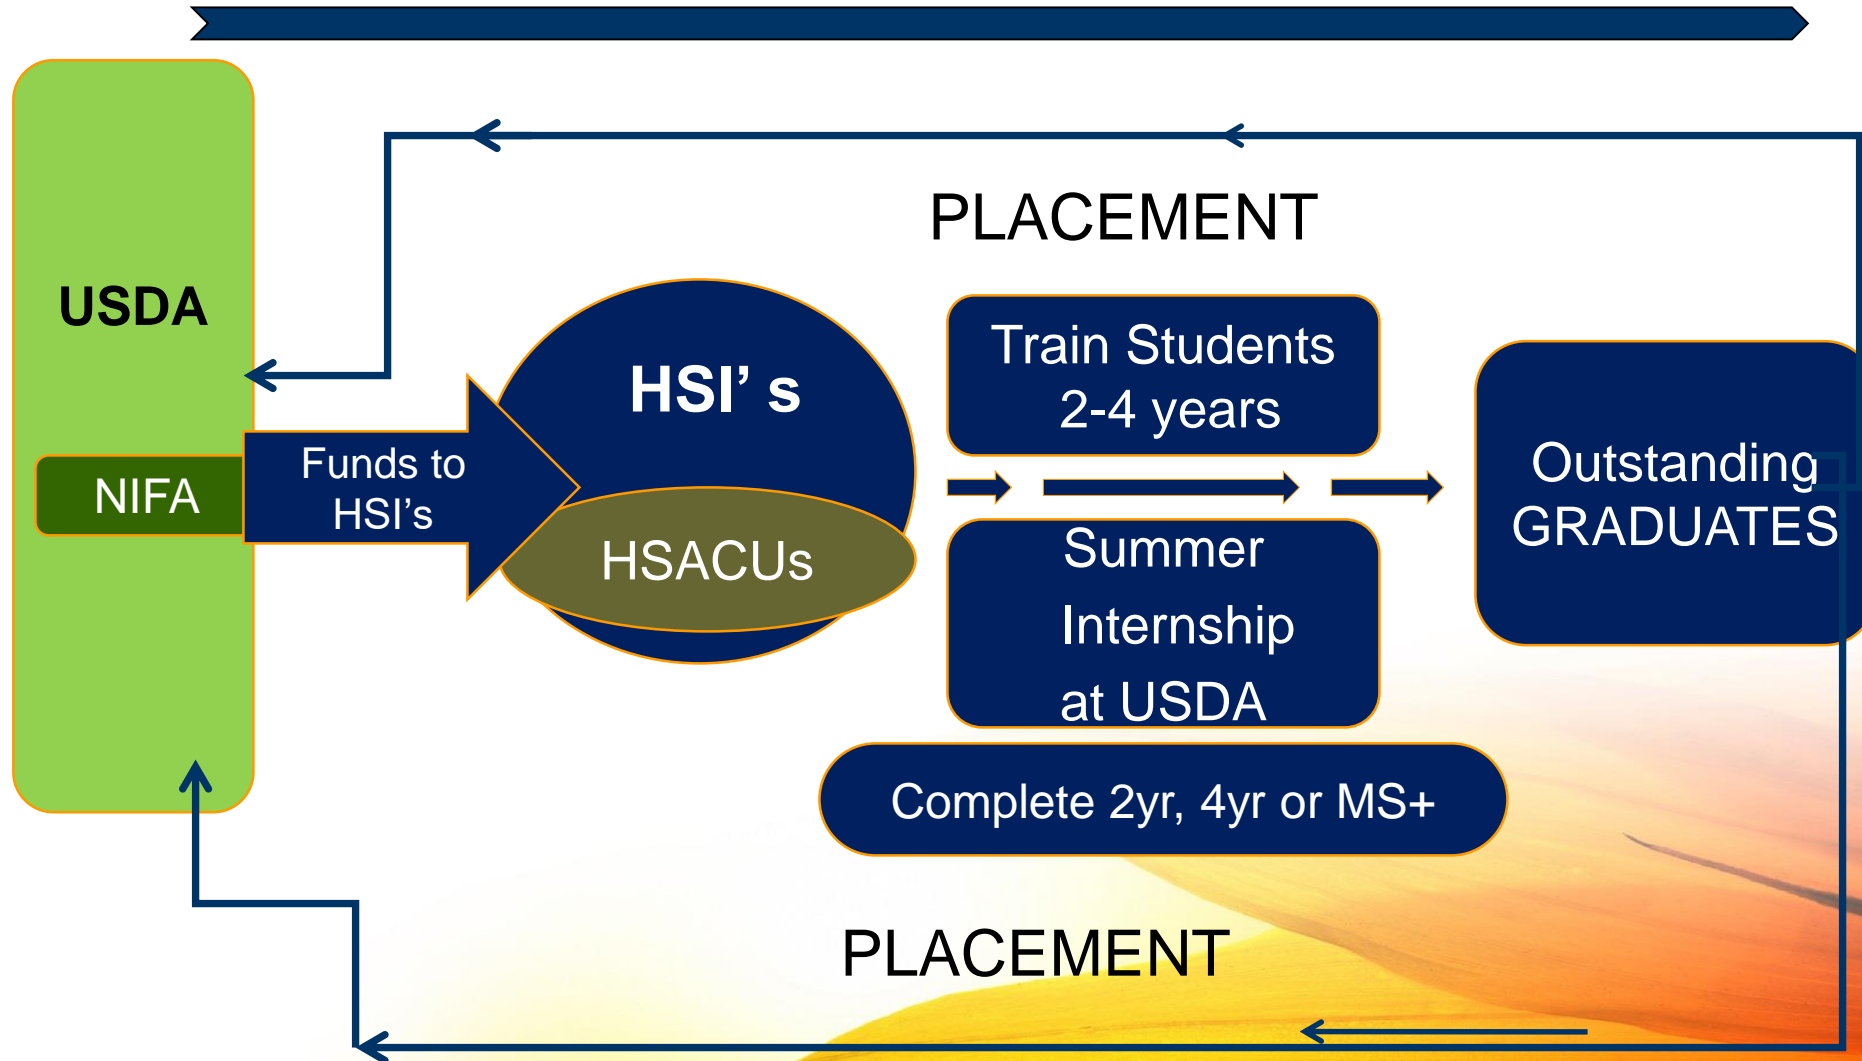 PLACEMENT
USDA
NIFA
Funds to
HSI's
HSI’ s
HSACUs
Train Students
2-4 years
Summer
Internship
at USDA
Complete 2yr, 4yr or MS+
Outstanding
GRADUATES
PLACEMENT